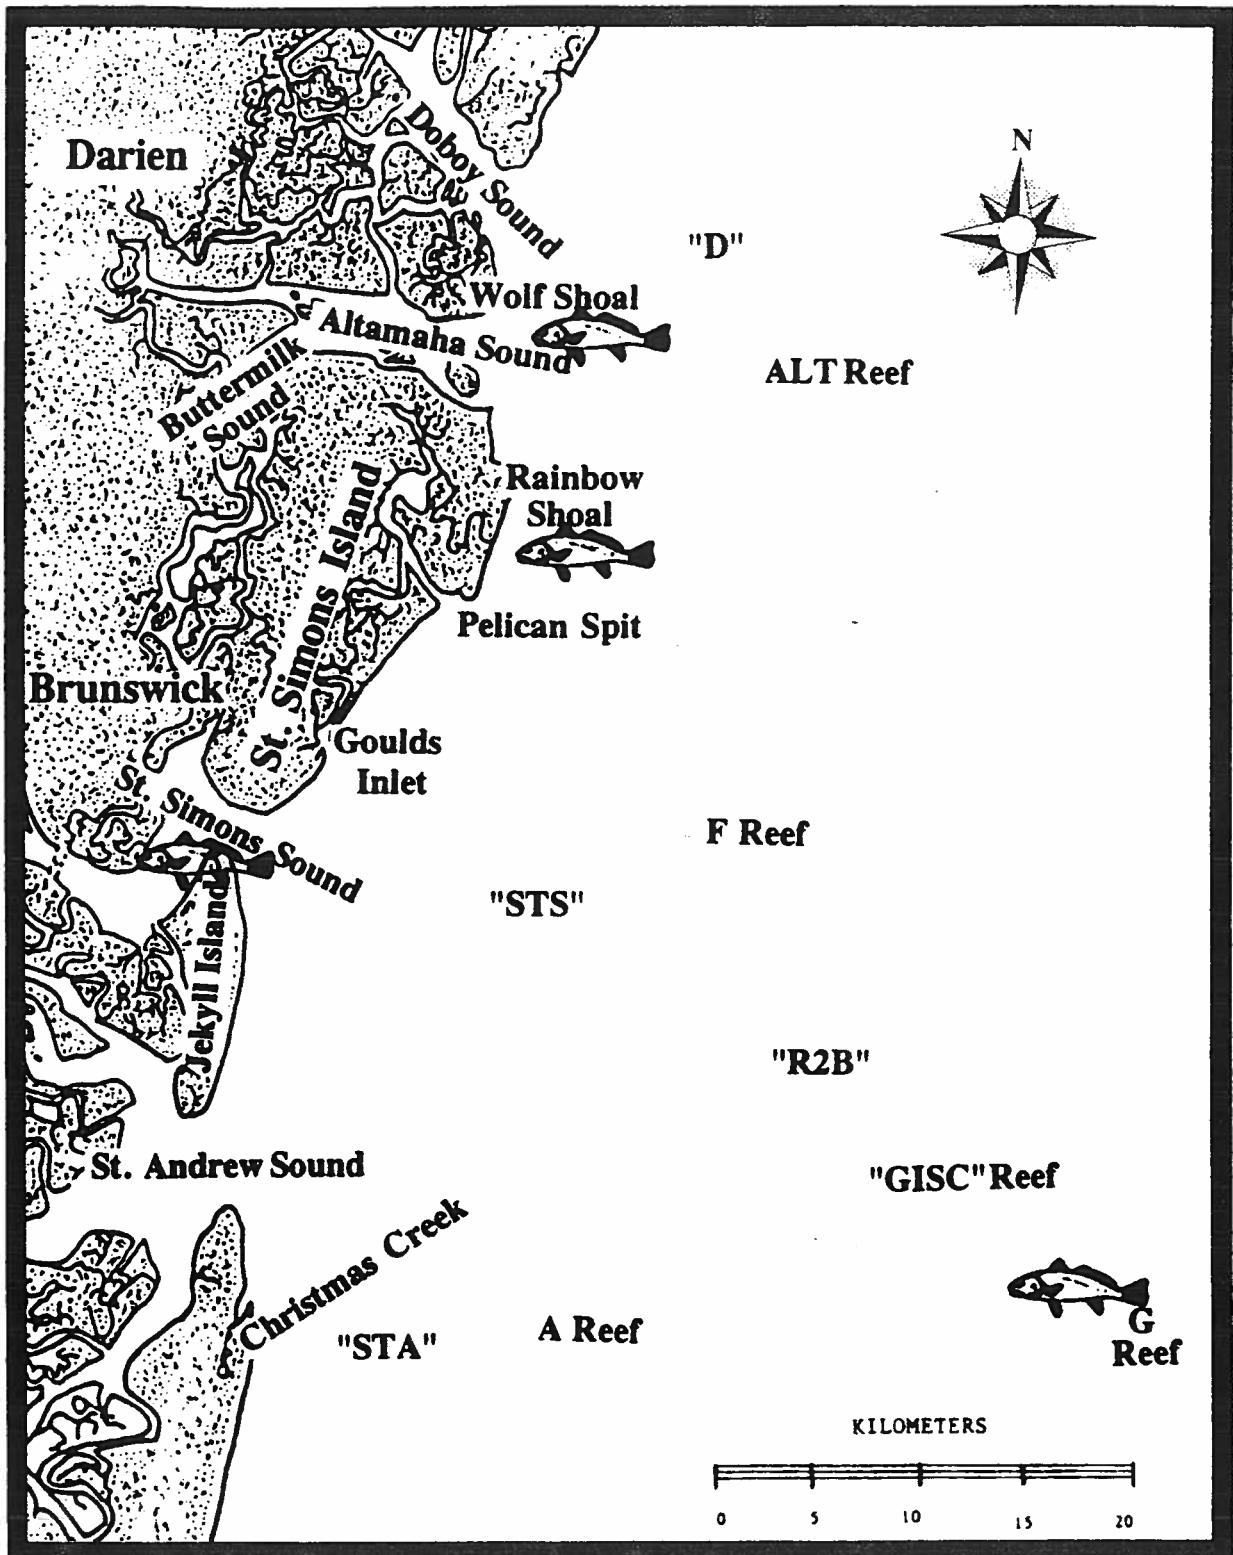 Darien
Doboy Sound
N
"D"
Wolf Shoal
Altamaha Sound
ALT Reef
Buttermilk
Sound
Rainbow
Shoal
St. Simons Island
Pelican Spit
Brunswick
Goulds
Inlet
St. Simons Sound
F Reef
"STS"
Jekyll Island
"R2B"
St. Andrew Sound
"GISC" Reef
Christmas Creek
"STA"
A Reef
G
Reef
KILOMETERS
0 5 10 15 20